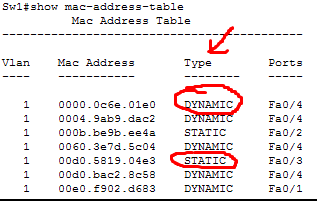 Sw1#show mac-address-table
Mac Address Table
-------------------------------------------
Vlan Mac Address Type Ports
---- ----------- -------- -----
1 0000.0c6e.01e0 DYNAMIC Fa0/4
1 0004.9ab9.dac2 DYNAMIC Fa0/4
1 000b.be9b.ee4a STATIC Fa0/2
1 0060.3e7d.5c04 DYNAMIC Fa0/4
1 00d0.5819.04e3 STATIC Fa0/3
1 00d0.bac2.8c58 DYNAMIC Fa0/4
1 00e0.f902.d683 DYNAMIC Fa0/1